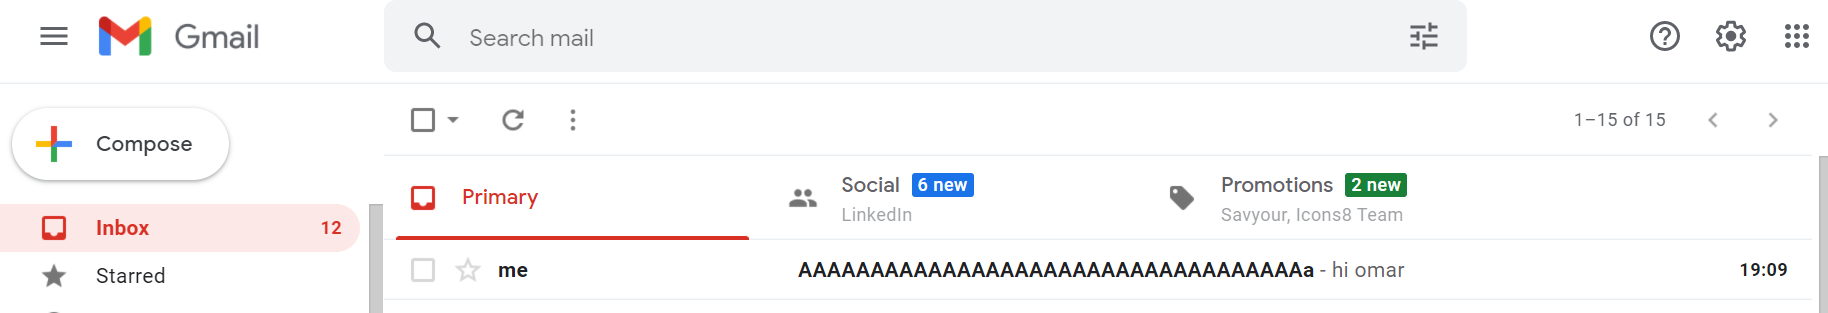 Gmail
Search mail
Compose
1–15 of 15
Primary
Social 6 new
LinkedIn
Promotions 2 new
Savyour, Icons8 Team
Inbox 12
Starred
me AAAAAAAAAAAAAAAAAAAAAAAAAAAAAAAAAAAa - hi omar 19:09